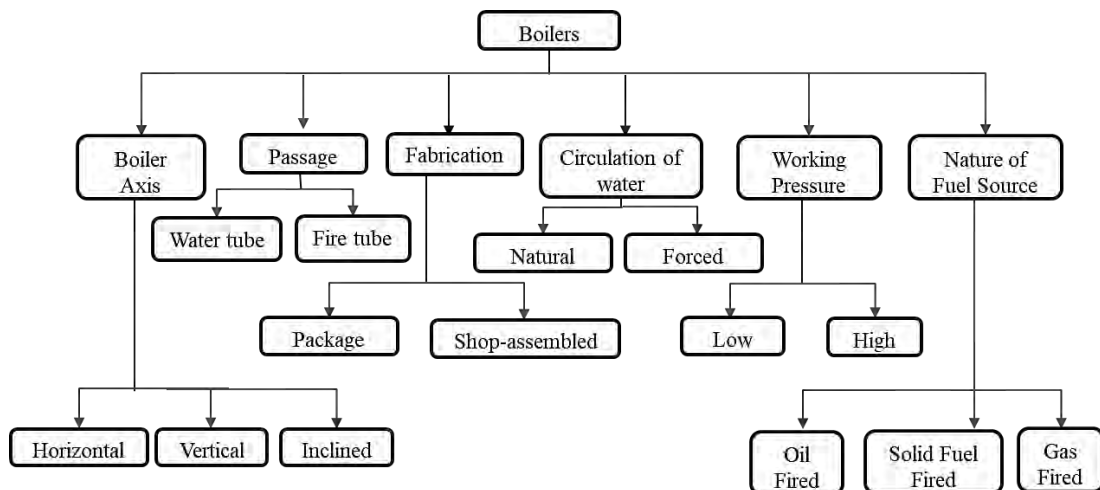 Boilers
Boiler
Axis
Passage
Fabrication
Circulation of
water
Working
Pressure
Nature of
Fuel Source
Water tube
Fire tube
Natural
Forced
Package
Shop-assembled
Low
High
Horizontal
Vertical
Inclined
Oil
Fired
Solid Fuel
Fired
Gas
Fired